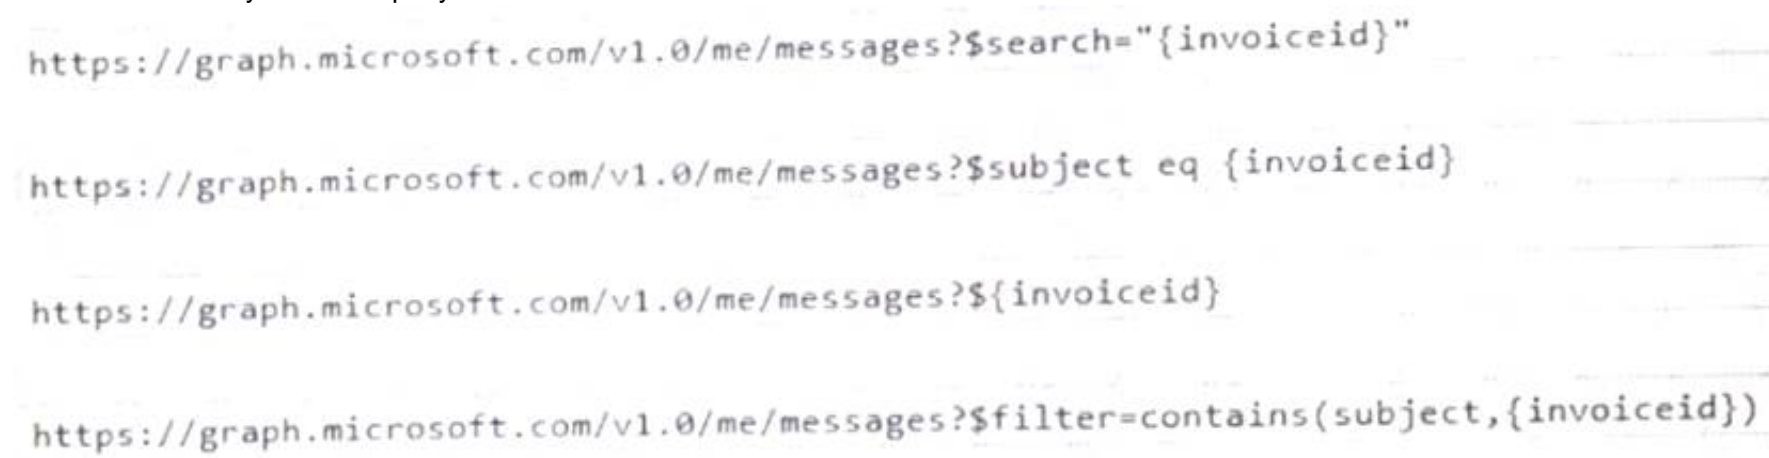 https://graph.microsoft.com/v1.0/me/messages?$search="{invoiceid}"
https://graph.microsoft.com/v1.0/me/messages?$subject eq {invoiceid}
https://graph.microsoft.com/v1.0/me/messages?${invoiceid}
https://graph.microsoft.com/v1.0/me/messages?$filter=contains(subject,{invoiceid})